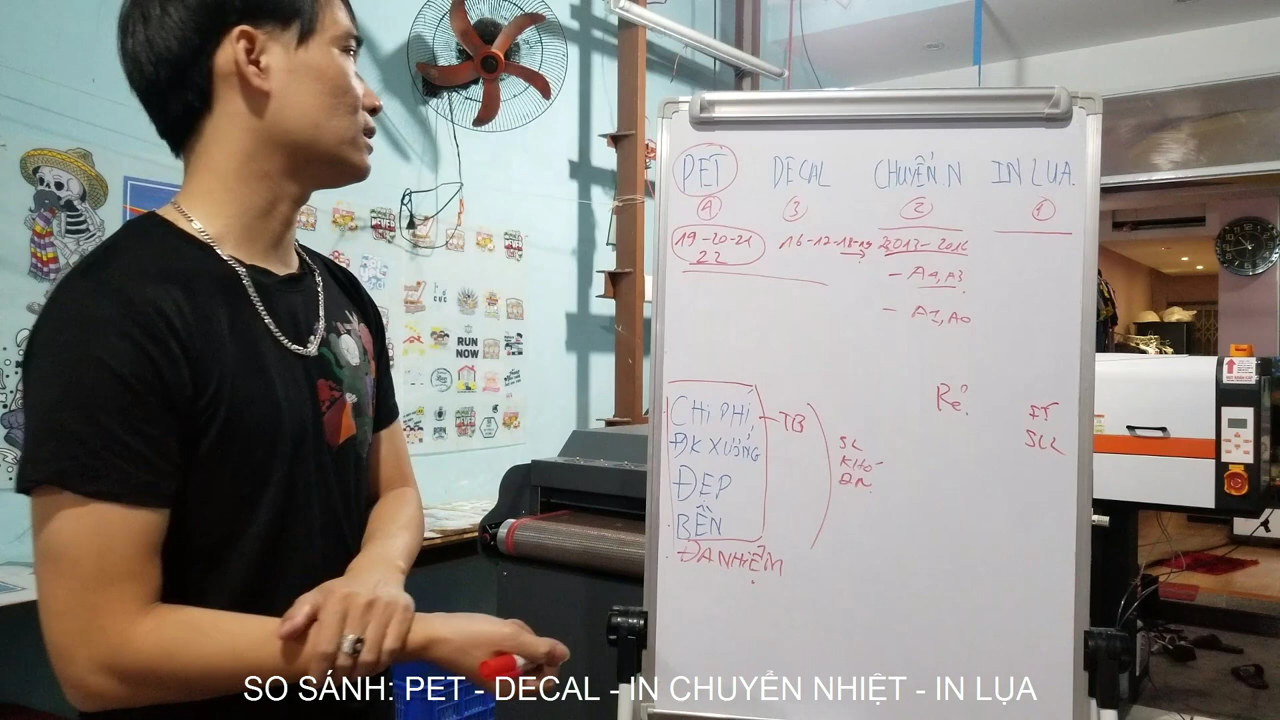 PET DECAL CHUYỂN N IN LỤA.
4 3 2 1
19-20-21 16-17-18-19 2013-2016
22
- A4, A3
- A1, A0
Rẻ
CHI PHÍ, TB
ĐK XƯỞNG SLL
SL
KHO-
ĐẸP
BỀN
ĐA NHIỆM
RUN
NOW
SO SÁNH: PET - DECAL - IN CHUYỂN NHIỆT - IN LỤA